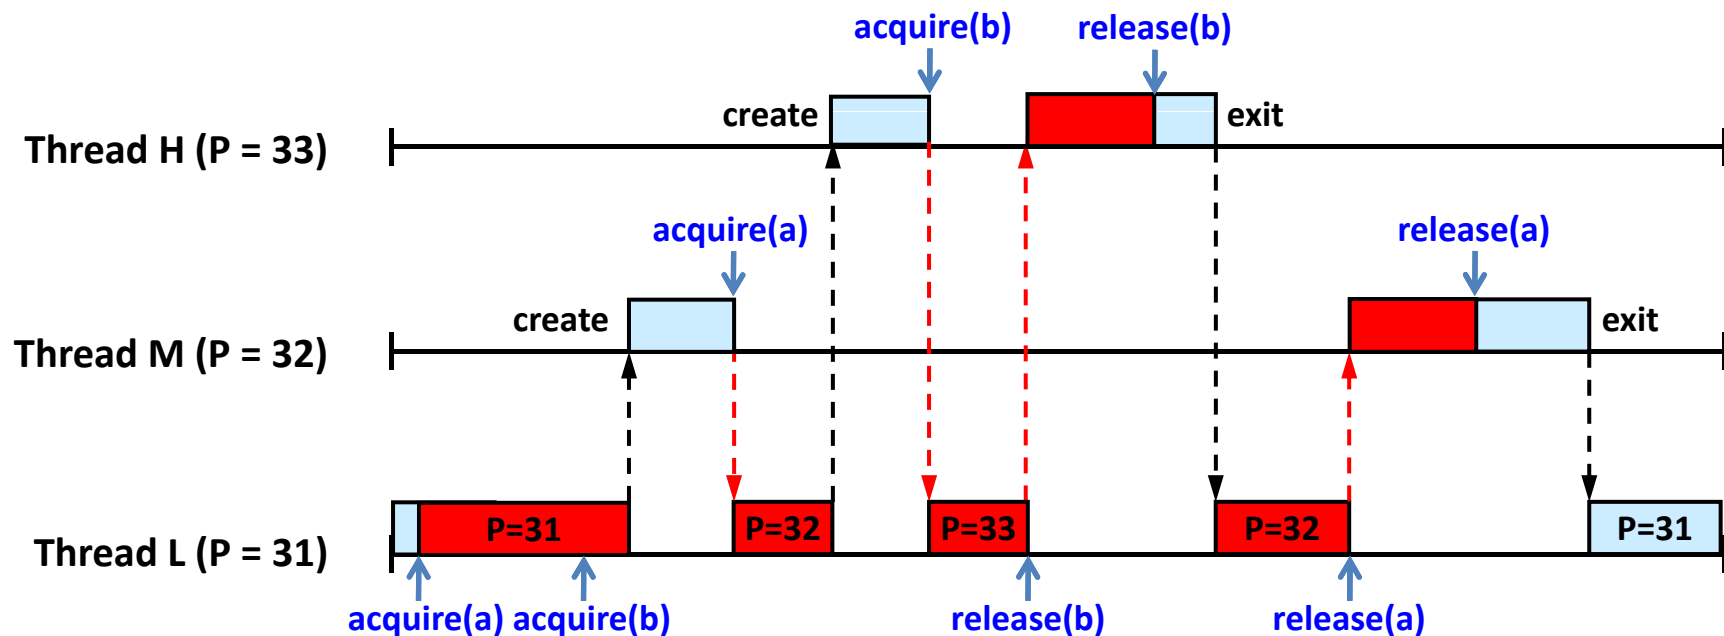 acquire(b) release(b)
create exit
Thread H (P = 33)
acquire(a) release(a)
create exit
Thread M (P = 32)
P=31 P=32 P=33 P=32 P=31
Thread L (P = 31)
acquire(a) acquire(b) release(b) release(a)